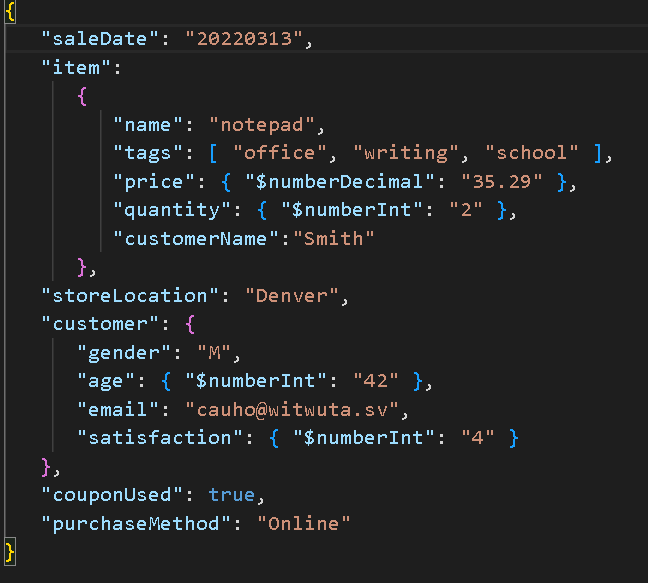 {
"saleDate": "20220313",
"item":
{
"name": "notepad",
"tags": [ "office", "writing", "school" ],
"price": { "$numberDecimal": "35.29" },
"quantity": { "$numberInt": "2" },
"customerName":"Smith"
},
"storeLocation": "Denver",
"customer": {
"gender": "M",
"age": { "$numberInt": "42" },
"email": "cauho@witwuta.sv",
"satisfaction": { "$numberInt": "4" }
},
"couponUsed": true,
"purchaseMethod": "Online"
}